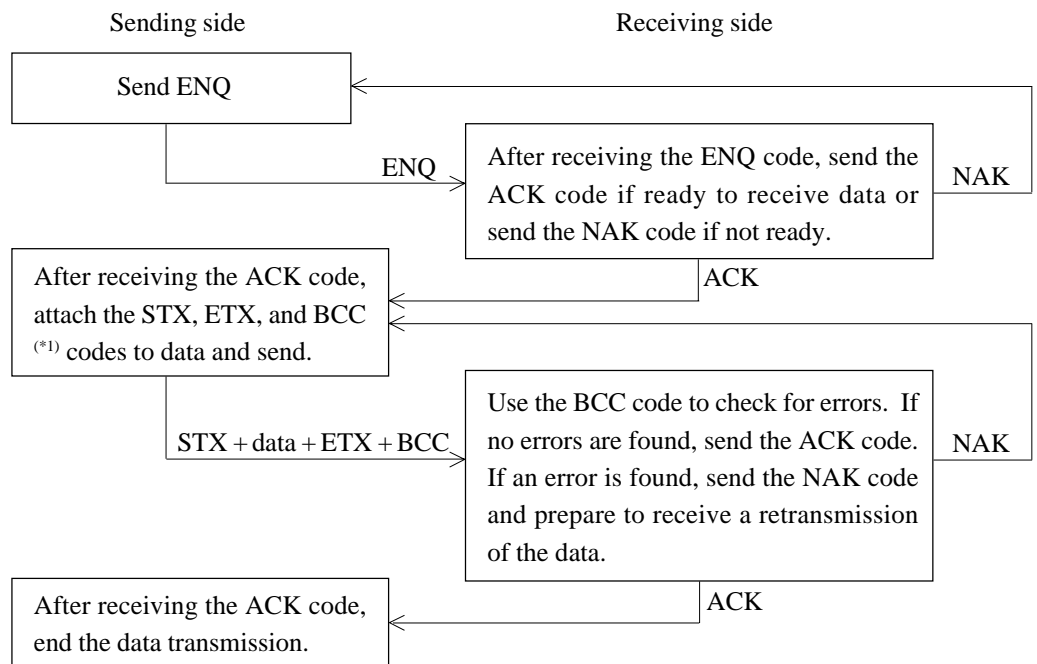 Sending side
Receiving side
Send ENQ
ENQ
After receiving the ENQ code, send the
ACK code if ready to receive data or
send the NAK code if not ready.
NAK
ACK
After receiving the ACK code,
attach the STX, ETX, and BCC
(*1) codes to data and send.
STX + data + ETX + BCC
Use the BCC code to check for errors. If
no errors are found, send the ACK code.
If an error is found, send the NAK code
and prepare to receive a retransmission
of the data.
NAK
ACK
After receiving the ACK code,
end the data transmission.